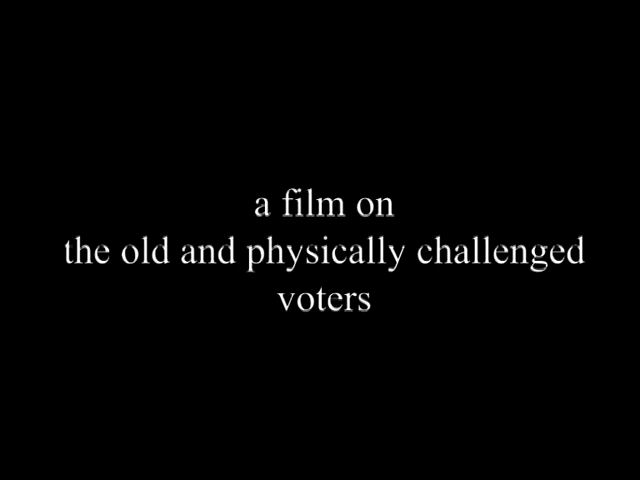 a film on
the old and physically challenged
voters